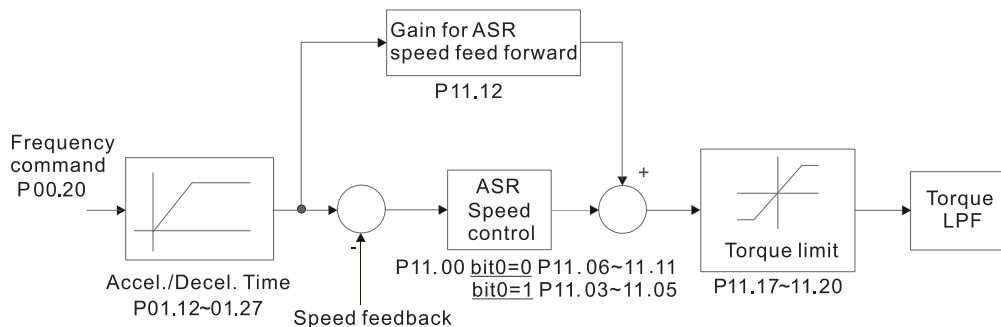 Gain for ASR
speed feed forward
P11.12
Frequency
command
P00.20
Accel./Decel. Time
P01.12~01.27
-
Speed feedback
ASR
Speed
control
P11.00 bit0=0 P11.06~11.11
bit0=1 P11.03~11.05
+
Torque limit
P11.17~11.20
Torque
LPF